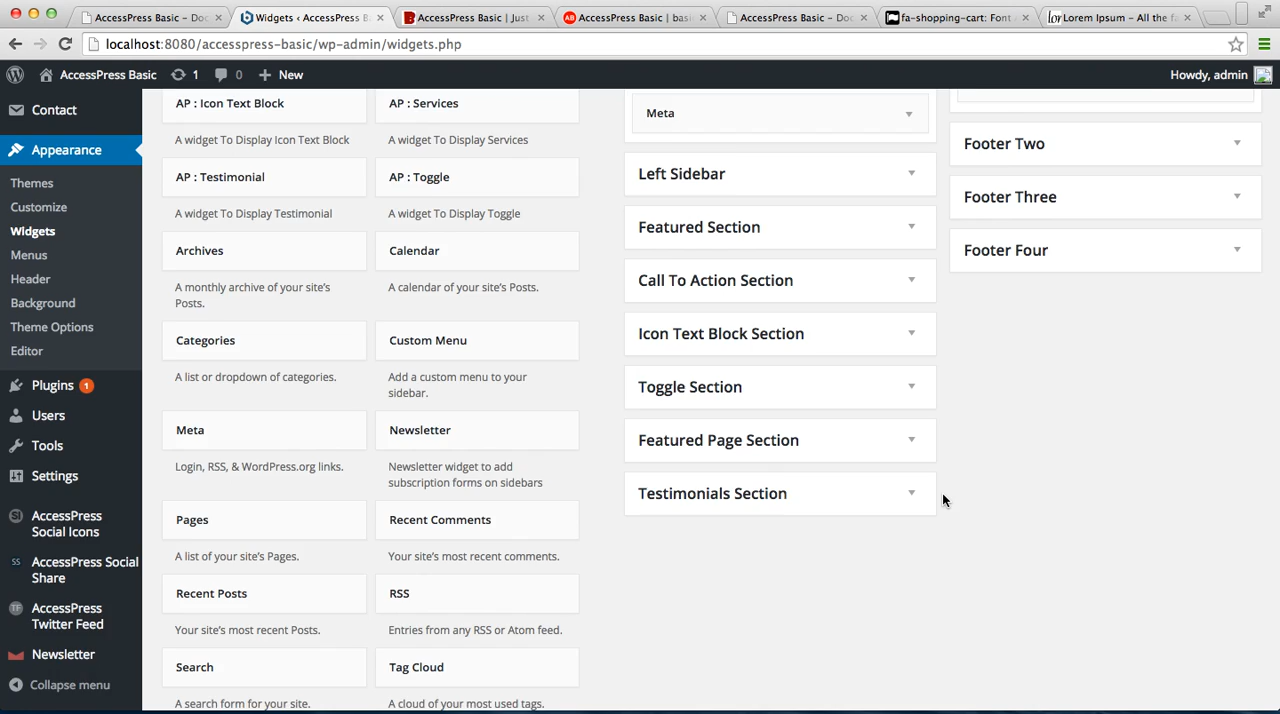 AccessPress Basic - Doc
Widgets ‹ AccessPress B
AccessPress Basic | Just
AccessPress Basic | basi
AccessPress Basic - Doc
fa-shopping-cart: Font A
Lorem Ipsum - All the fa
localhost:8080/accesspress-basic/wp-admin/widgets.php
AccessPress Basic
1
0
New
Howdy, admin
Contact
Appearance
Themes
Customize
Widgets
Menus
Header
Background
Theme Options
Editor
Plugins 1
Users
Tools
Settings
AccessPress
Social Icons
AccessPress Social
Share
AccessPress
Twitter Feed
Newsletter
Collapse menu
AP : Icon Text Block
A widget To Display Icon Text Block
AP : Services
A widget To Display Services
AP : Testimonial
A widget To Display Testimonial
AP : Toggle
A widget To Display Toggle
Archives
A monthly archive of your site's
Posts.
Calendar
A calendar of your site's Posts.
Categories
A list or dropdown of categories.
Custom Menu
Add a custom menu to your
sidebar.
Meta
Login, RSS, & WordPress.org links.
Newsletter
Newsletter widget to add
subscription forms on sidebars
Pages
A list of your site's Pages.
Recent Comments
Your site's most recent comments.
Recent Posts
Your site's most recent Posts.
RSS
Entries from any RSS or Atom feed.
Search
A search form for your site.
Tag Cloud
A cloud of your most used tags.
Meta
Left Sidebar
Featured Section
Call To Action Section
Icon Text Block Section
Toggle Section
Featured Page Section
Testimonials Section
Footer Two
Footer Three
Footer Four